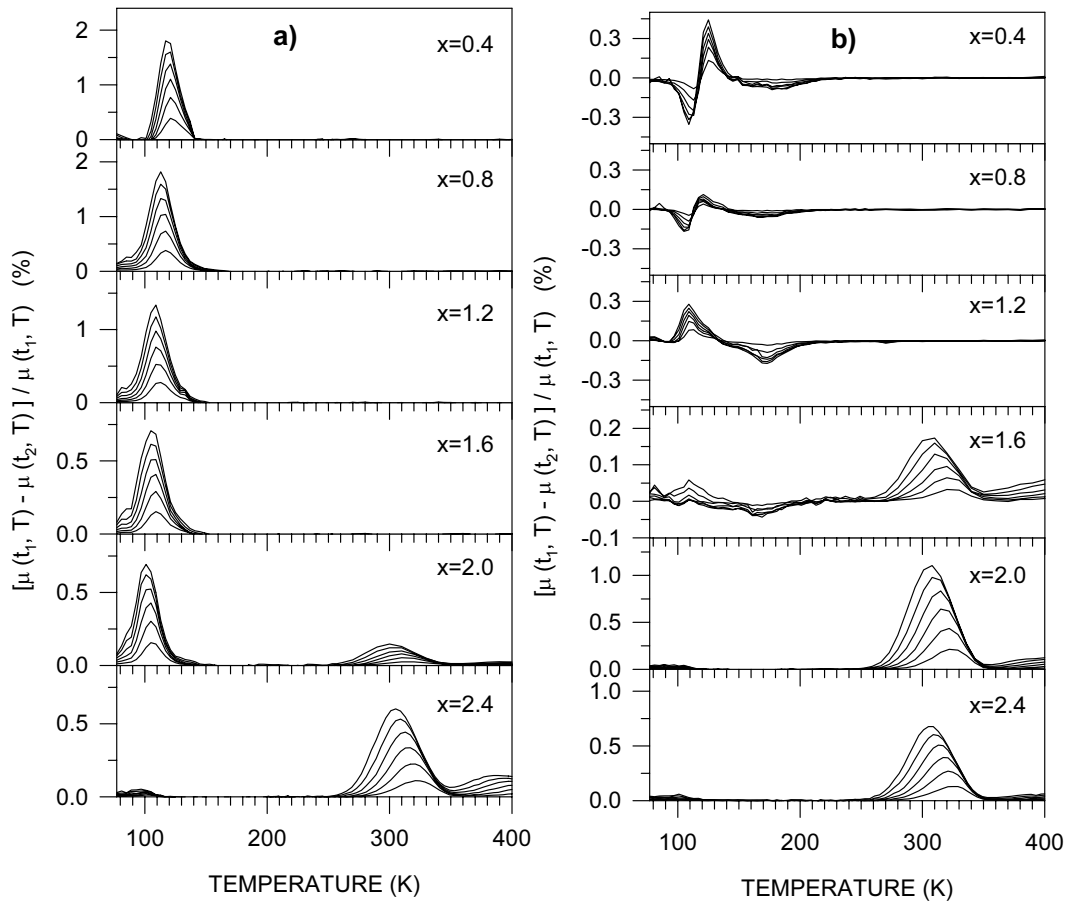 a)
[μ (t1, T) - μ (t2, T) ] / μ (t1, T) (%)
x=0.4
2
1
0
x=0.8
2
1
0
x=1.2
1
0
x=1.6
0.5
0.0
x=2.0
0.5
0.0
x=2.4
0.5
0.0
100 200 300 400
TEMPERATURE (K)
b)
[μ (t1, T) - μ (t2, T) ] / μ (t1, T) (%)
x=0.4
0.3
0.0
-0.3
x=0.8
0.3
0.0
-0.3
x=1.2
0.3
0.0
-0.3
x=1.6
0.2
0.1
0.0
-0.1
x=2.0
1.0
0.5
0.0
x=2.4
1.0
0.5
0.0
100 200 300 400
TEMPERATURE (K)